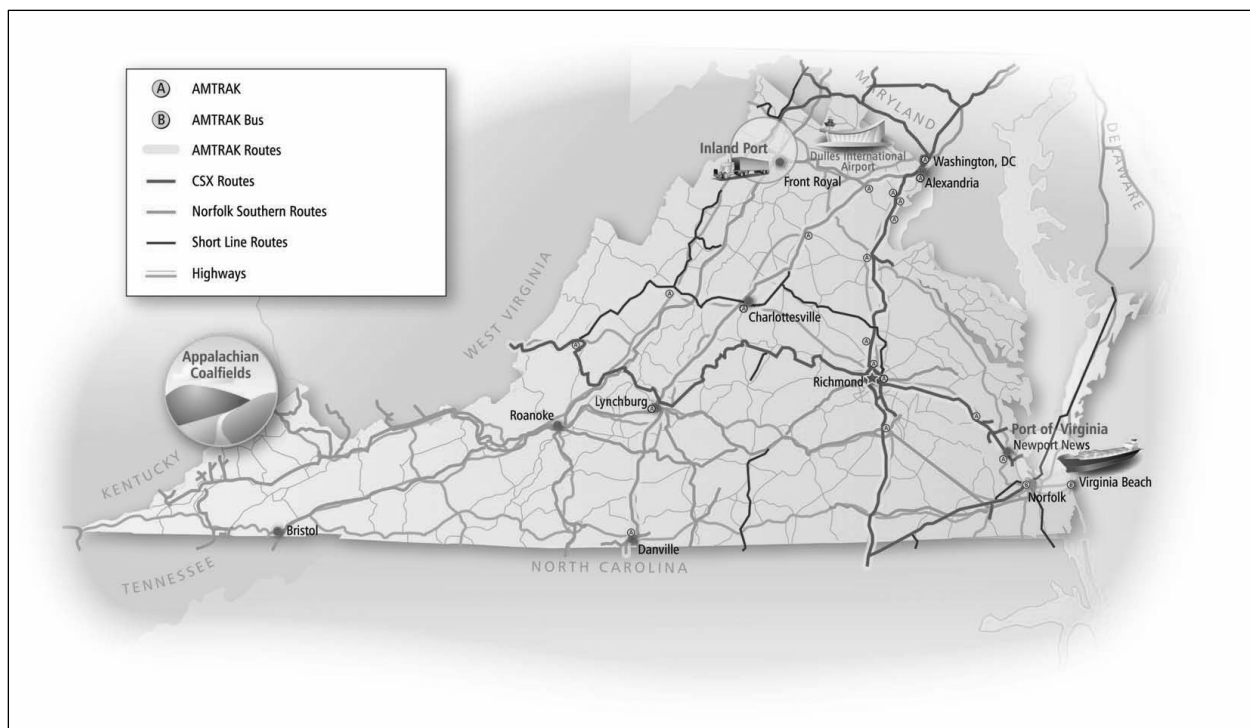 A AMTRAK
B AMTRAK Bus
AMTRAK Routes
CSX Routes
Norfolk Southern Routes
Short Line Routes
Highways
MARYLAND
DELAWARE
Inland Port
Dulles International
Airport
Washington, DC
Front Royal
Alexandria
WEST VIRGINIA
Charlottesville
Appalachian
Coalfields
Richmond
Lynchburg
Roanoke
Port of Virginia
Newport News
KENTUCKY
Norfolk
Virginia Beach
Bristol
Danville
TENNESSEE
NORTH CAROLINA